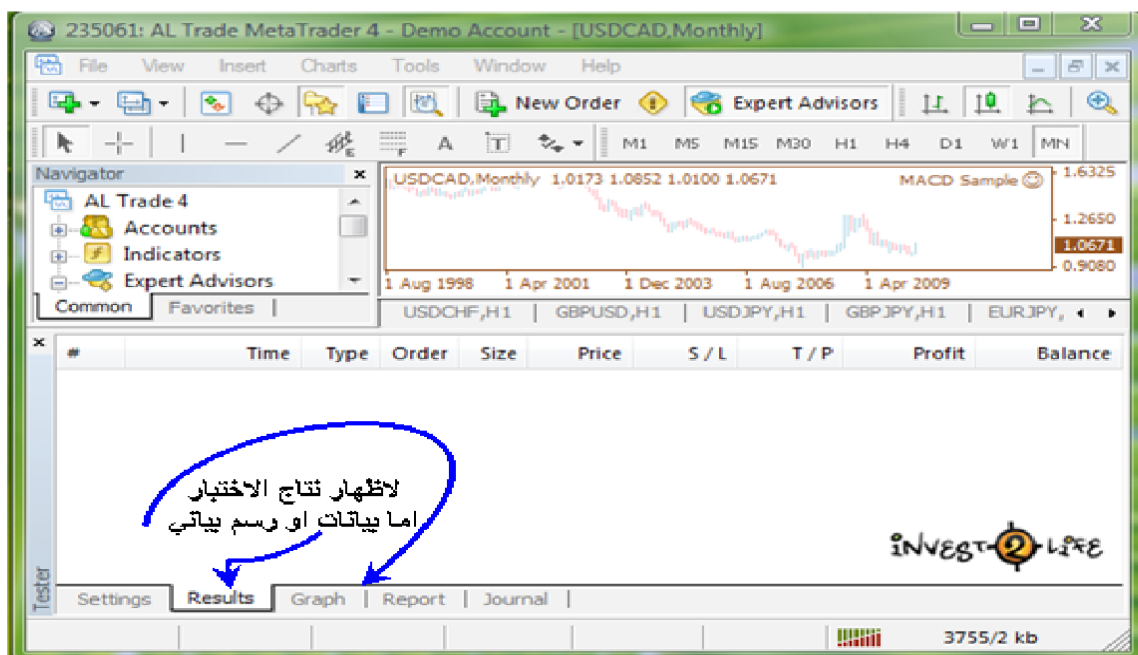 235061: AL Trade MetaTrader 4 - Demo Account - [USDCAD,Monthly]
File View Insert Charts Tools Window Help
New Order Expert Advisors
A T M1 M5 M15 M30 H1 H4 D1 W1 MN
Navigator
AL Trade 4
Accounts
Indicators
Expert Advisors
Common Favorites
USDCAD,Monthly 1.0173 1.0852 1.0100 1.0671 MACD Sample
1.6325
1.2650
1.0671
0.9080
1 Aug 1998 1 Apr 2001 1 Dec 2003 1 Aug 2006 1 Apr 2009
USDCHF,H1 GBPUSD,H1 USDJPY,H1 GBPJPY,H1 EURJPY,
# Time Type Order Size Price S / L T / P Profit Balance
لاظهار نتاج الاختبار
اما بيانات او رسم بياني
iNVEST-2-LiFE
Tester
Settings Results Graph Report Journal
3755/2 kb